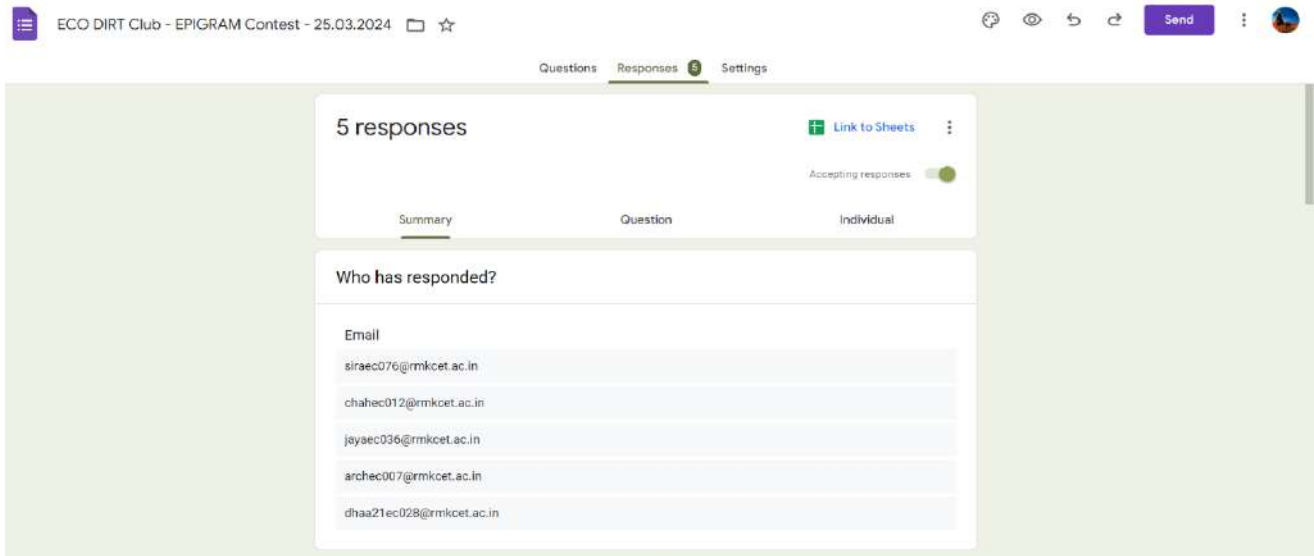 ECO DIRT Club - EPIGRAM Contest - 25.03.2024
Send
Questions Responses 5 Settings
5 responses
Link to Sheets
Accepting responses
Summary Question Individual
Who has responded?
Email
siraec076@rmkcet.ac.in
chahec012@rmkcet.ac.in
jayaec036@rmkcet.ac.in
archec007@rmkcet.ac.in
dhaa21ec028@rmkcet.ac.in